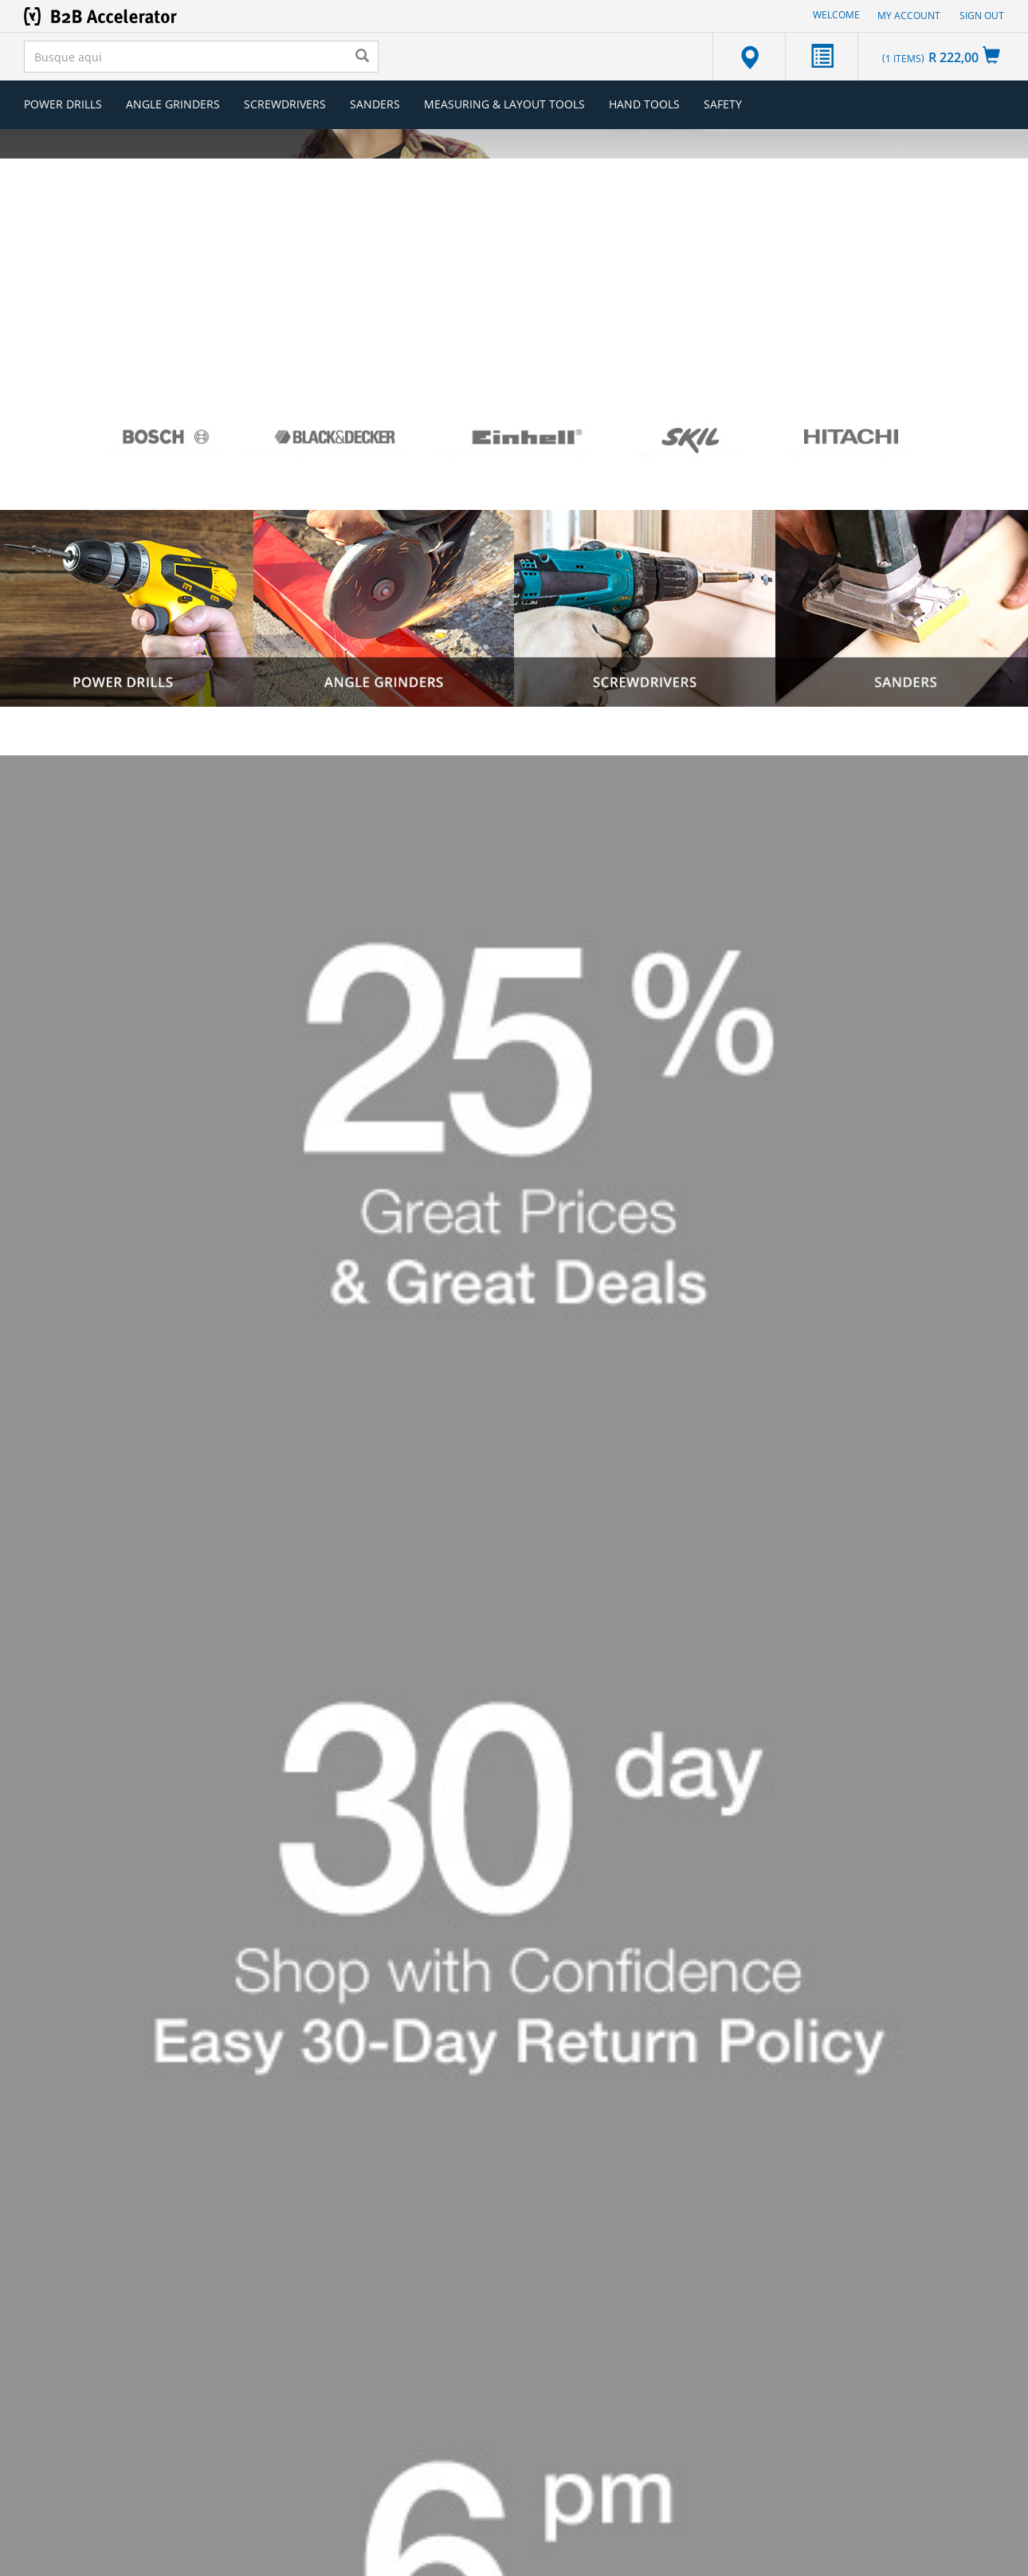 B2B Accelerator
WELCOME MY ACCOUNT SIGN OUT
Busque aqui
(1 ITEMS) R 222,00
POWER DRILLS ANGLE GRINDERS SCREWDRIVERS SANDERS MEASURING & LAYOUT TOOLS HAND TOOLS SAFETY
BOSCH BLACK&DECKER Einhell® SKIL HITACHI
POWER DRILLS ANGLE GRINDERS SCREWDRIVERS SANDERS
25%
Great Prices
& Great Deals
30 day
Shop with Confidence
Easy 30-Day Return Policy
6 pm